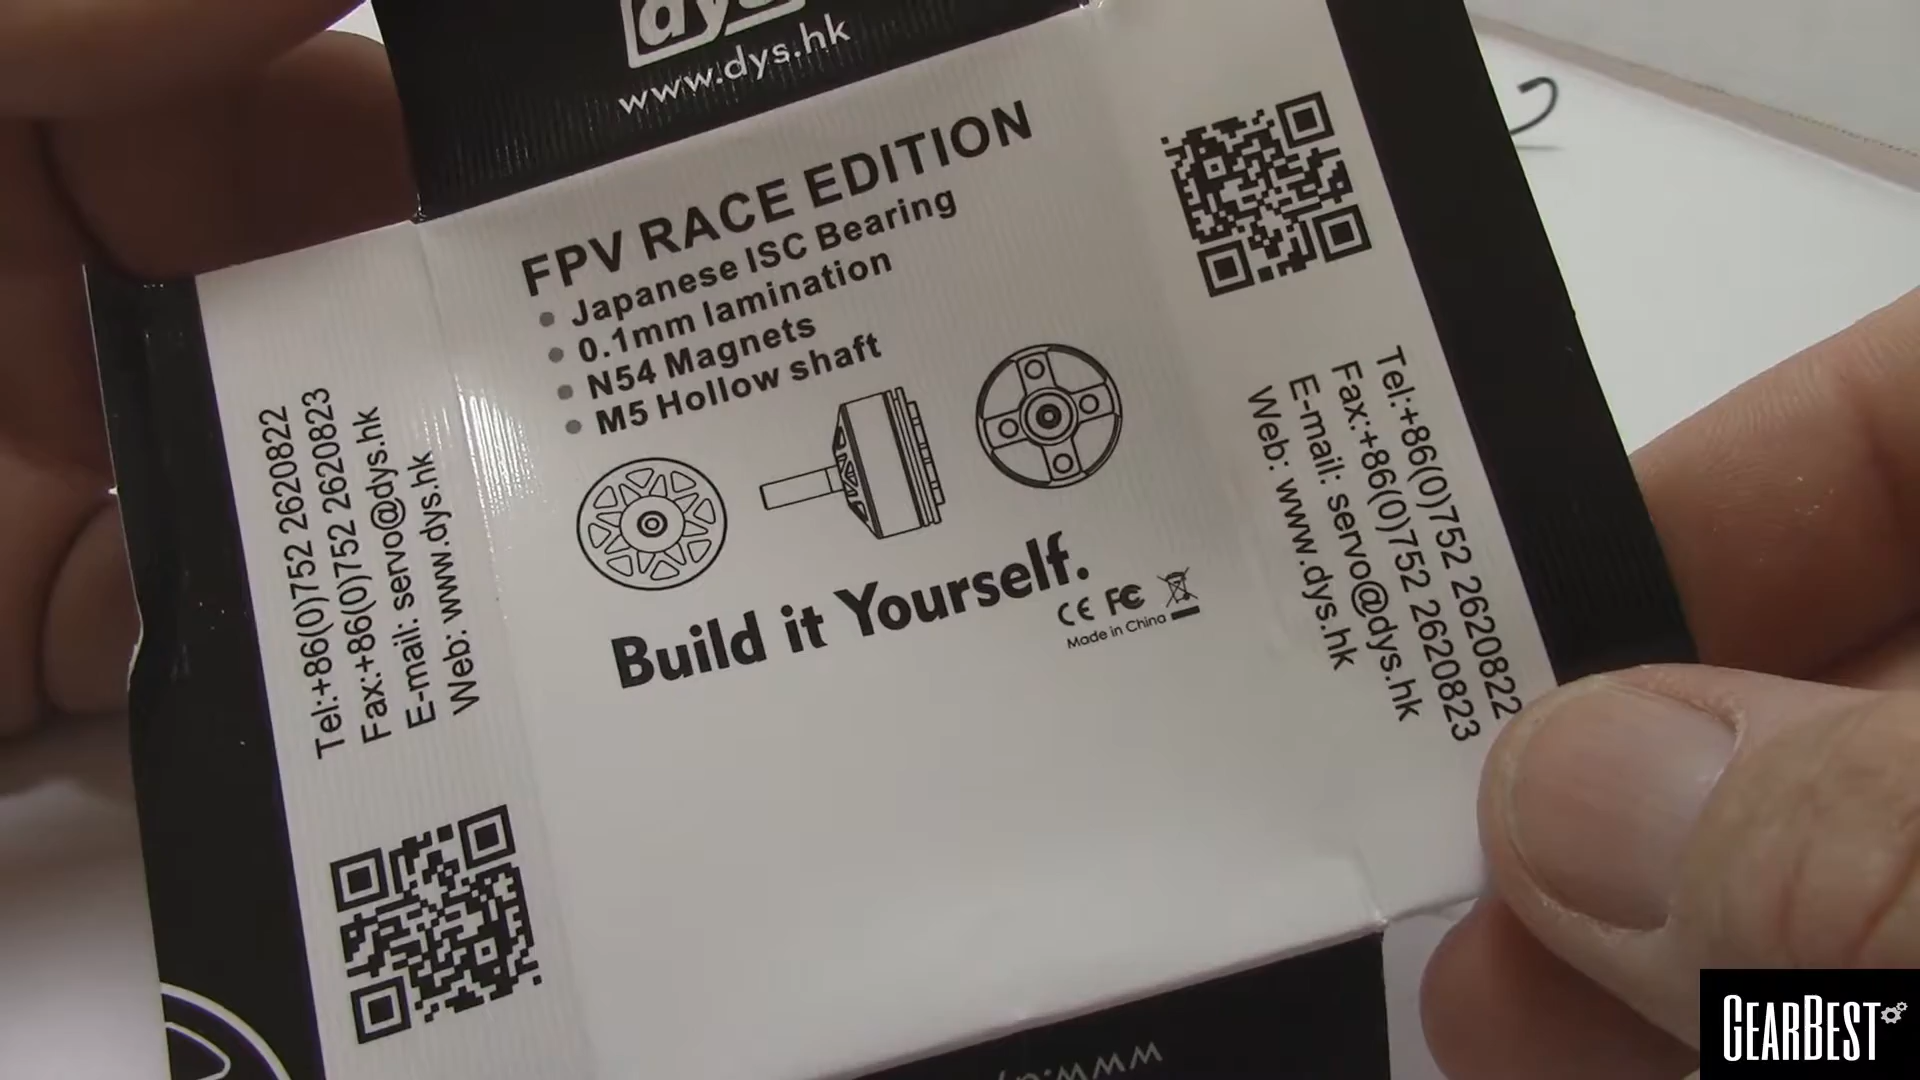 dys
www.dys.hk
FPV RACE EDITION
Japanese ISC Bearing
0.1mm lamination
N54 Magnets
M5 Hollow shaft
Build it Yourself.
CE FC
Made in China
Tel:+86(0)752 2620822
Fax:+86(0)752 2620823
E-mail: servo@dys.hk
Web: www.dys.hk
Tel:+86(0)752 2620822
Fax:+86(0)752 2620823
E-mail: servo@dys.hk
Web: www.dys.hk
2
GEARBEST